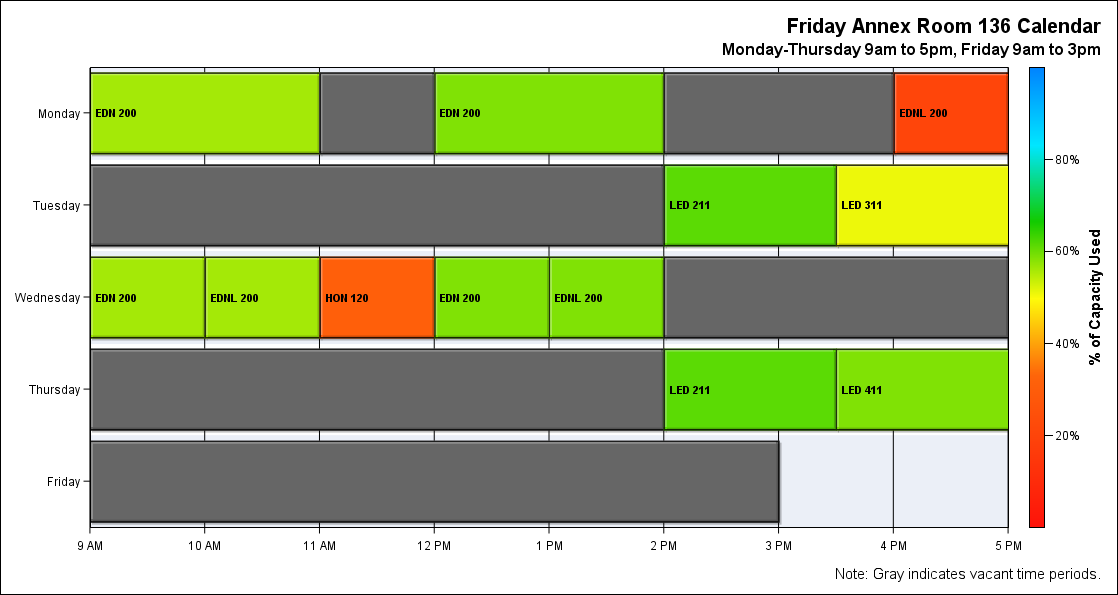 Friday Annex Room 136 Calendar
Monday-Thursday 9am to 5pm, Friday 9am to 3pm
Monday
EDN 200
EDN 200
EDNL 200
Tuesday
LED 211
LED 311
Wednesday
EDN 200
EDNL 200
HON 120
EDN 200
EDNL 200
Thursday
LED 211
LED 411
Friday
9 AM
10 AM
11 AM
12 PM
1 PM
2 PM
3 PM
4 PM
5 PM
80%
60%
40%
20%
% of Capacity Used
Note: Gray indicates vacant time periods.